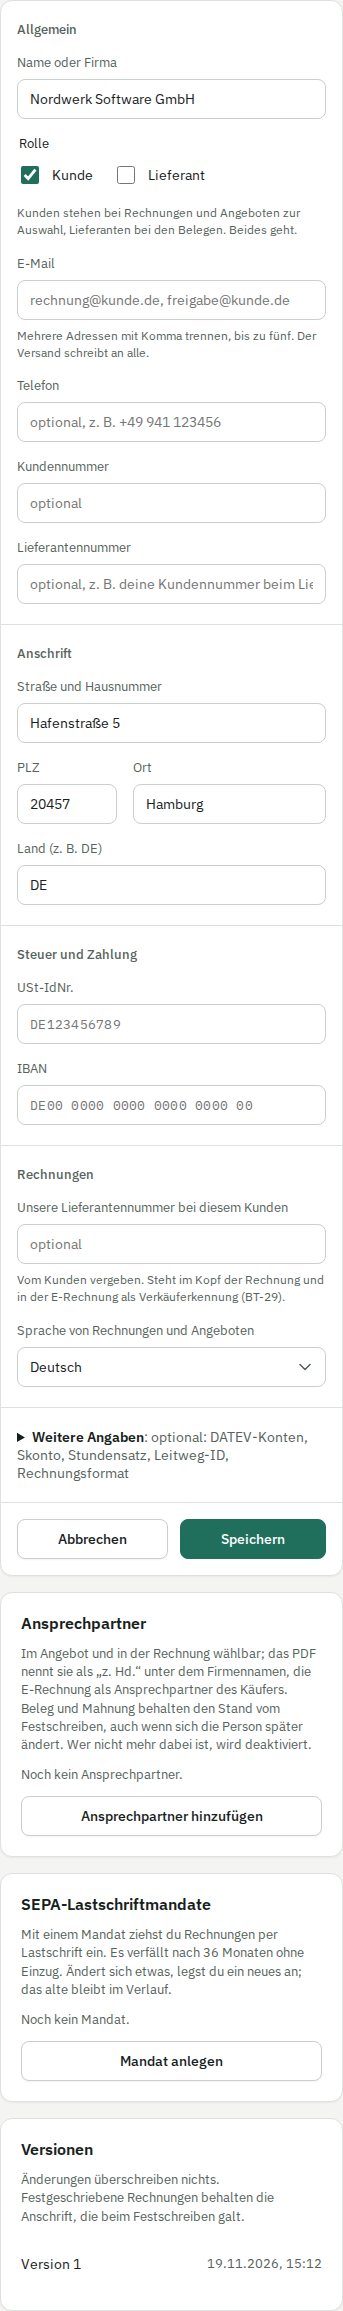 Allgemein
Name oder Firma
Nordwerk Software GmbH
Rolle
Kunde Lieferant
Kunden stehen bei Rechnungen und Angeboten zur
Auswahl, Lieferanten bei den Belegen. Beides geht.
E-Mail
rechnung@kunde.de, freigabe@kunde.de
Mehrere Adressen mit Komma trennen, bis zu fünf. Der
Versand schreibt an alle.
Telefon
optional, z. B. +49 941 123456
Kundennummer
optional
Lieferantennummer
optional, z. B. deine Kundennummer beim Lie
Anschrift
Straße und Hausnummer
Hafenstraße 5
PLZ Ort
20457 Hamburg
Land (z. B. DE)
DE
Steuer und Zahlung
USt-IdNr.
DE123456789
IBAN
DE00 0000 0000 0000 0000 00
Rechnungen
Unsere Lieferantennummer bei diesem Kunden
optional
Vom Kunden vergeben. Steht im Kopf der Rechnung und
in der E-Rechnung als Verkäuferkennung (BT-29).
Sprache von Rechnungen und Angeboten
Deutsch
Weitere Angaben: optional: DATEV-Konten,
Skonto, Stundensatz, Leitweg-ID,
Rechnungsformat
Abbrechen Speichern
Ansprechpartner
Im Angebot und in der Rechnung wählbar; das PDF
nennt sie als „z. Hd.“ unter dem Firmennamen, die
E-Rechnung als Ansprechpartner des Käufers.
Beleg und Mahnung behalten den Stand vom
Festschreiben, auch wenn sich die Person später
ändert. Wer nicht mehr dabei ist, wird deaktiviert.
Noch kein Ansprechpartner.
Ansprechpartner hinzufügen
SEPA-Lastschriftmandate
Mit einem Mandat ziehst du Rechnungen per
Lastschrift ein. Es verfällt nach 36 Monaten ohne
Einzug. Ändert sich etwas, legst du ein neues an;
das alte bleibt im Verlauf.
Noch kein Mandat.
Mandat anlegen
Versionen
Änderungen überschreiben nichts.
Festgeschriebene Rechnungen behalten die
Anschrift, die beim Festschreiben galt.
Version 1 19.11.2026, 15:12